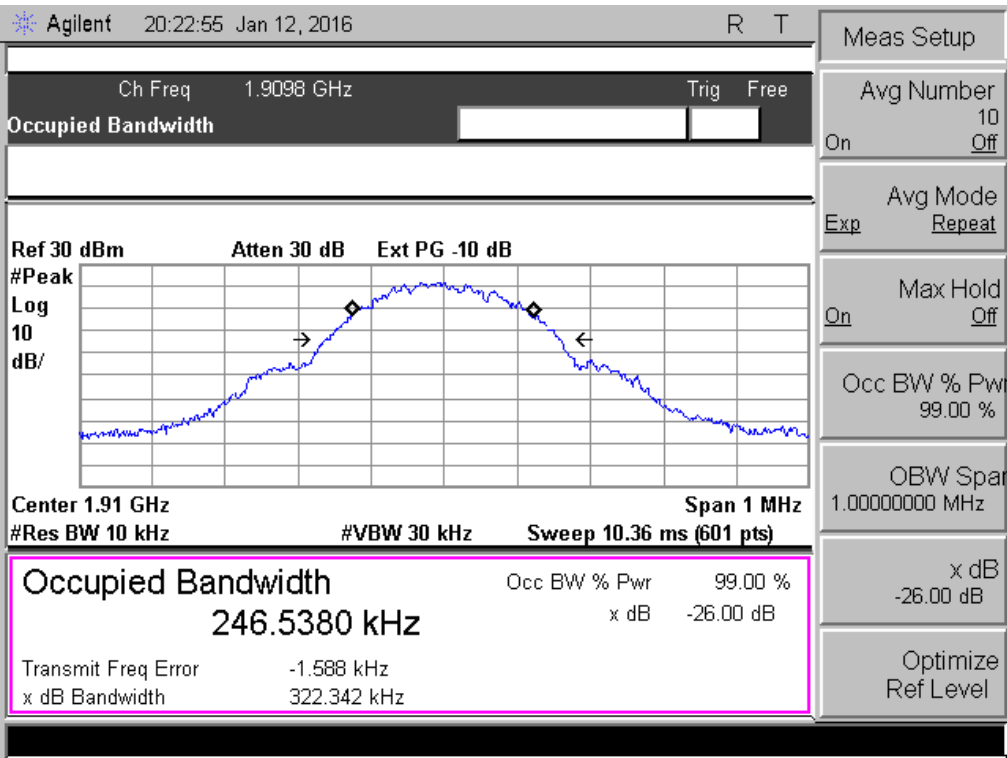 Agilent 20:22:55 Jan 12, 2016 R T
Ch Freq 1.9098 GHz Trig Free
Occupied Bandwidth
Ref 30 dBm Atten 30 dB Ext PG -10 dB
#Peak
Log
10
dB/
Center 1.91 GHz Span 1 MHz
#Res BW 10 kHz #VBW 30 kHz Sweep 10.36 ms (601 pts)
Occupied Bandwidth
246.5380 kHz
Occ BW % Pwr 99.00 %
x dB -26.00 dB
Transmit Freq Error -1.588 kHz
x dB Bandwidth 322.342 kHz
Meas Setup
Avg Number
10
On Off
Avg Mode
Exp Repeat
Max Hold
On Off
Occ BW % Pwr
99.00 %
OBW Span
1.00000000 MHz
x dB
-26.00 dB
Optimize
Ref Level